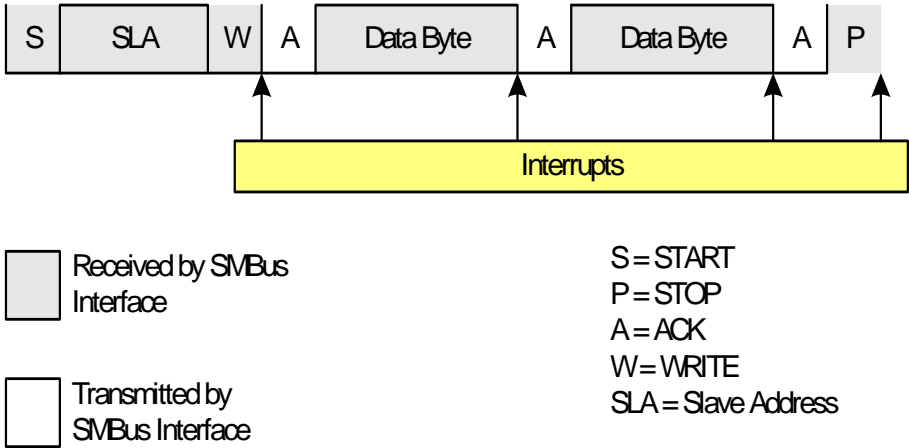 S SLA W A Data Byte A Data Byte A P
Interrupts
Received by SMBus
Interface
Transmitted by
SMBus Interface
S = START
P = STOP
A = ACK
W = WRITE
SLA = Slave Address